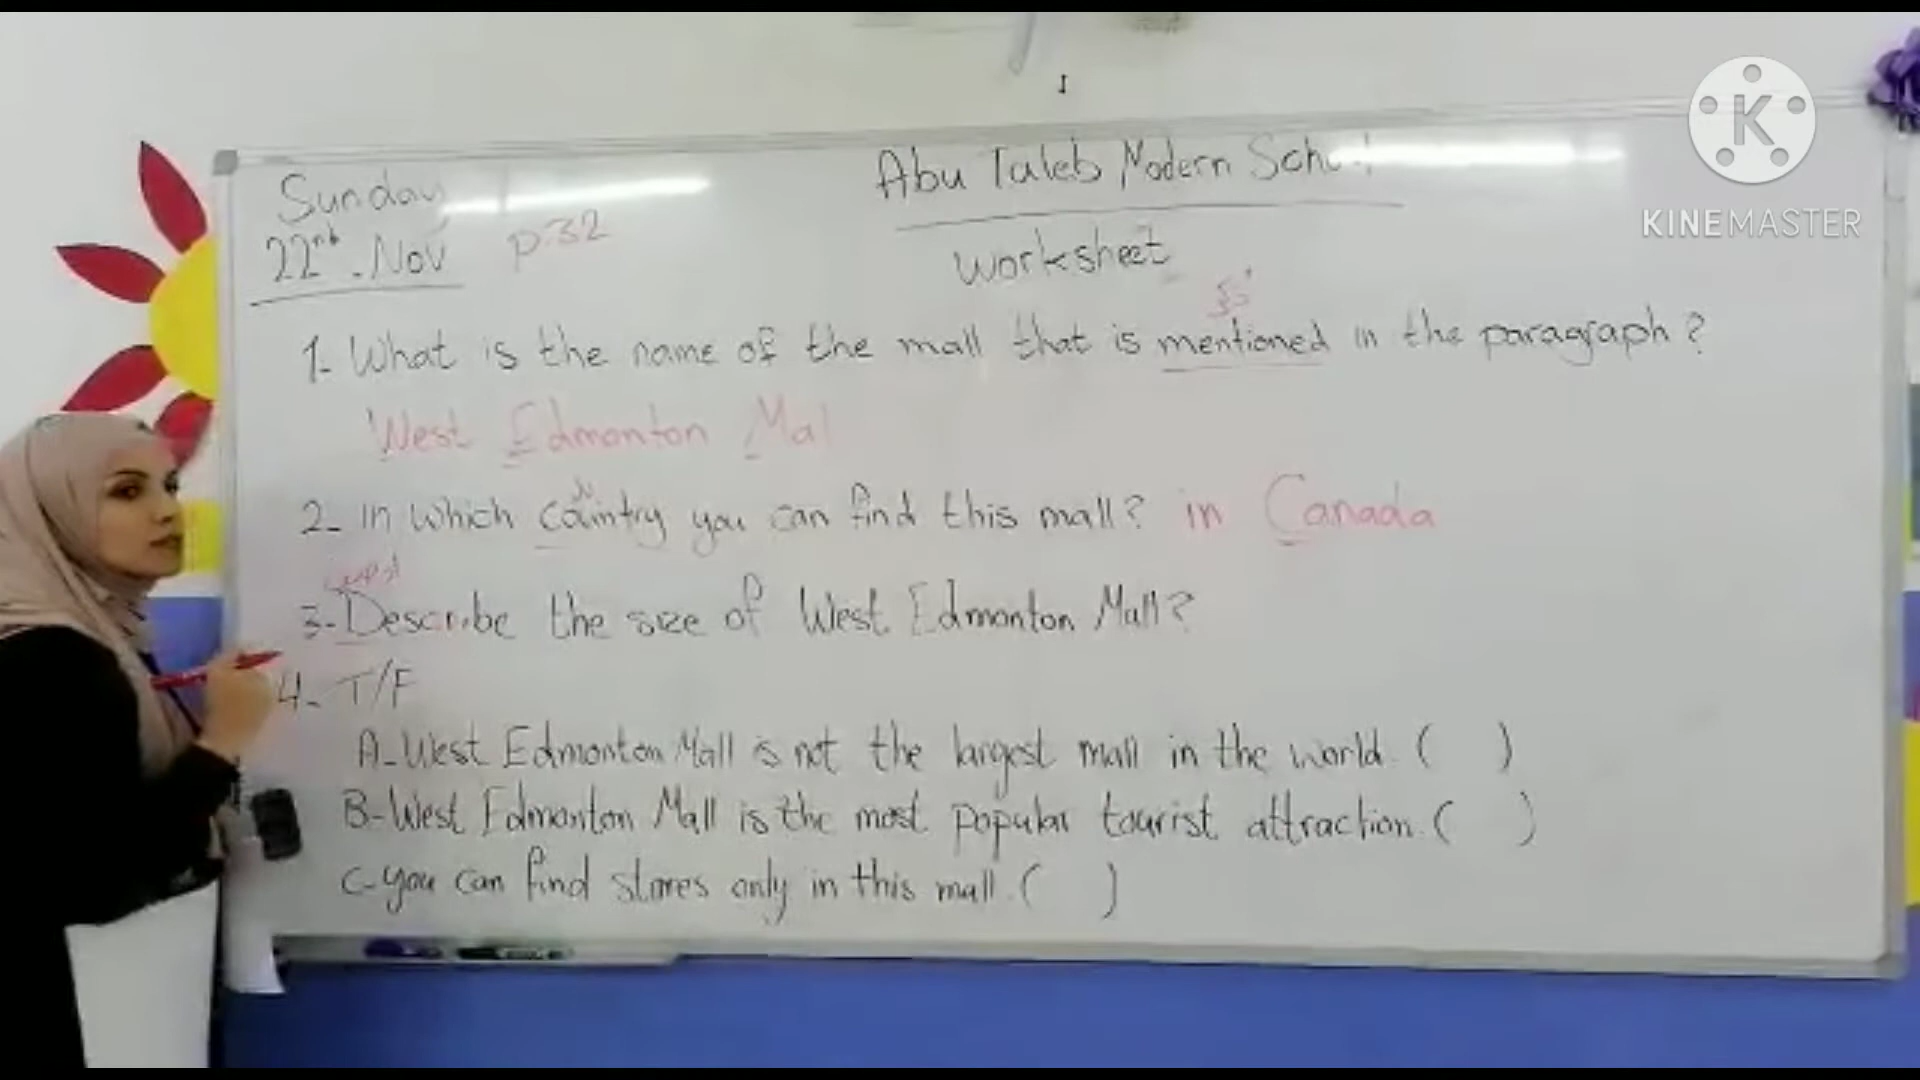 KINEMASTER
Abu Taleb Modern School
Sunday
22nd. Nov p.32
Worksheet
1- What is the name of the mall that is mentioned in the paragraph?
West Edmonton Mal
2- in which country you can find this mall? in Canada
3- Describe the size of West Edmonton Mall?
4- T/F
A- West Edmonton Mall is not the largest mall in the world. ( )
B- West Edmonton Mall is the most popular tourist attraction. ( )
C- you can find stores only in this mall. ( )